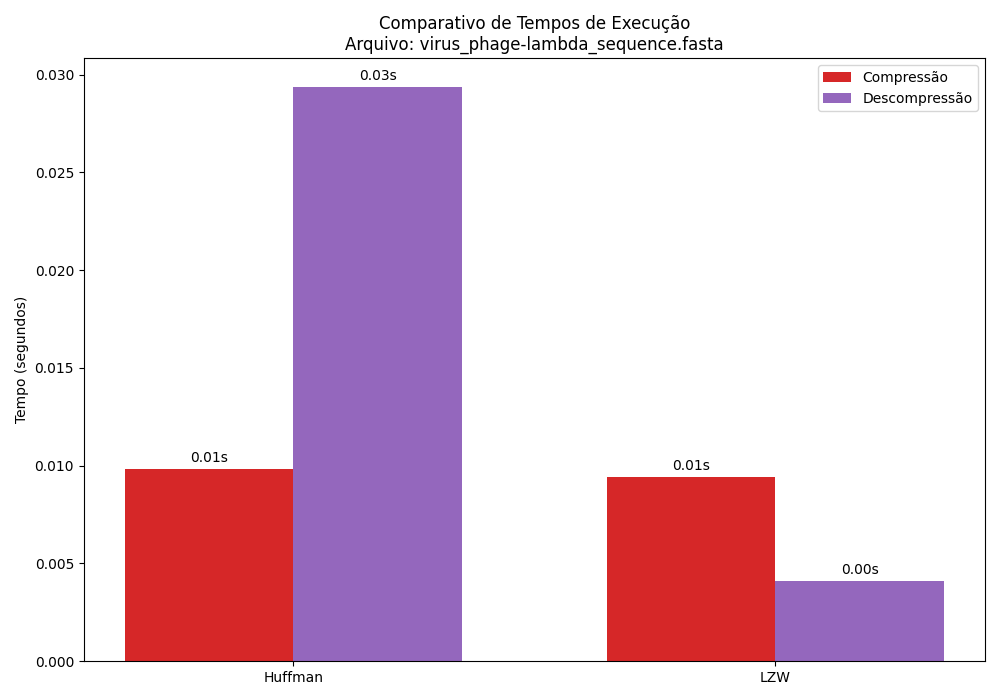 Comparativo de Tempos de Execução
Arquivo: virus_phage-lambda_sequence.fasta
Compressão
Descompressão
Tempo (segundos)
0.030
0.025
0.020
0.015
0.010
0.005
0.000
0.01s
0.03s
0.01s
0.00s
Huffman
LZW